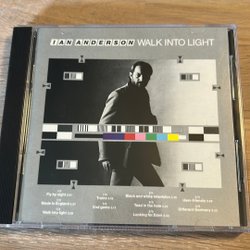 IAN ANDERSON WALK INTO LIGHT
Fly by night
Made in England
Walk into light
Trains
End game
Black and white television
Toad in the hole
Looking for Eden
User-friendly
Different Germany